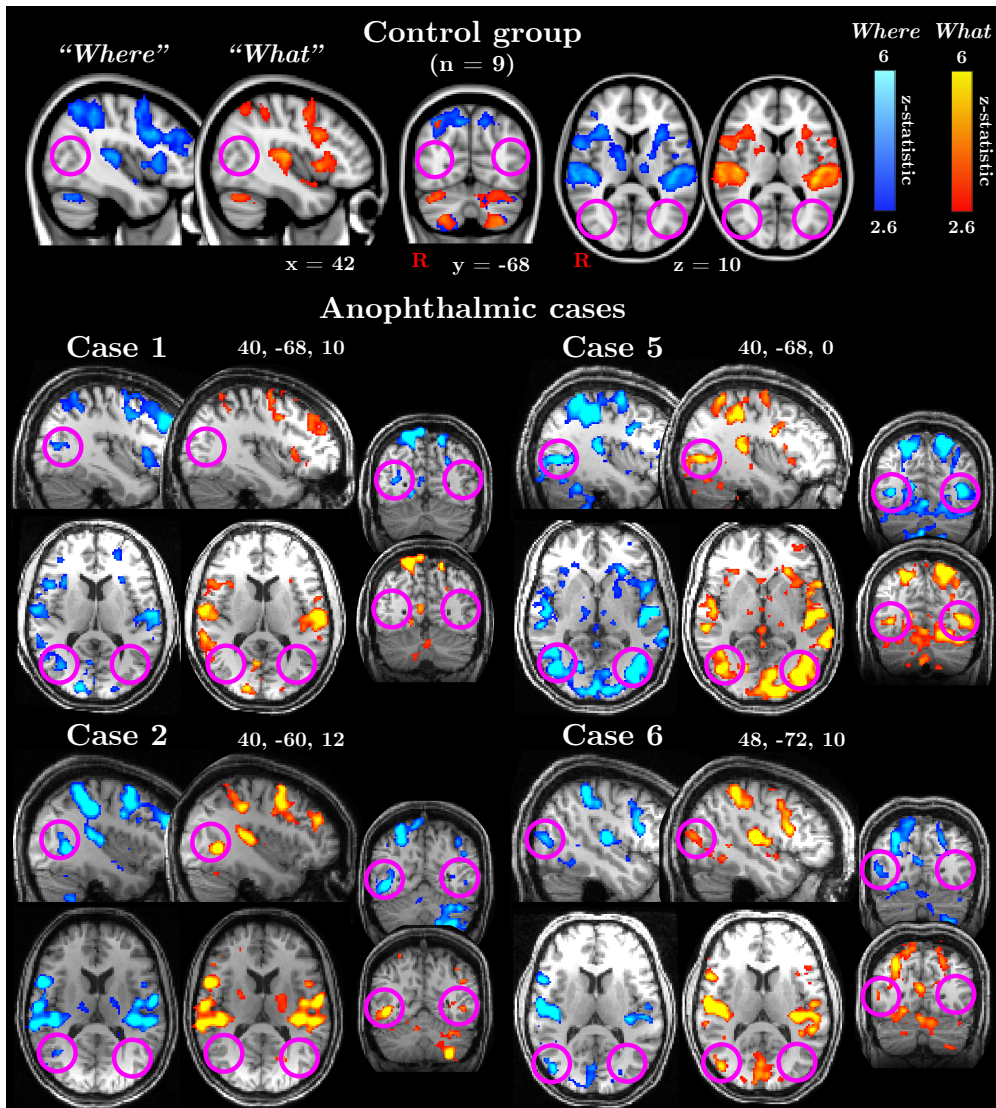 Control group
(n = 9)
“Where”
“What”
Where
What
6
6
z-statistic
z-statistic
2.6
2.6
x = 42
R
y = -68
R
z = 10
Anophthalmic cases
Case 1
40, -68, 10
Case 5
40, -68, 0
Case 2
40, -60, 12
Case 6
48, -72, 10